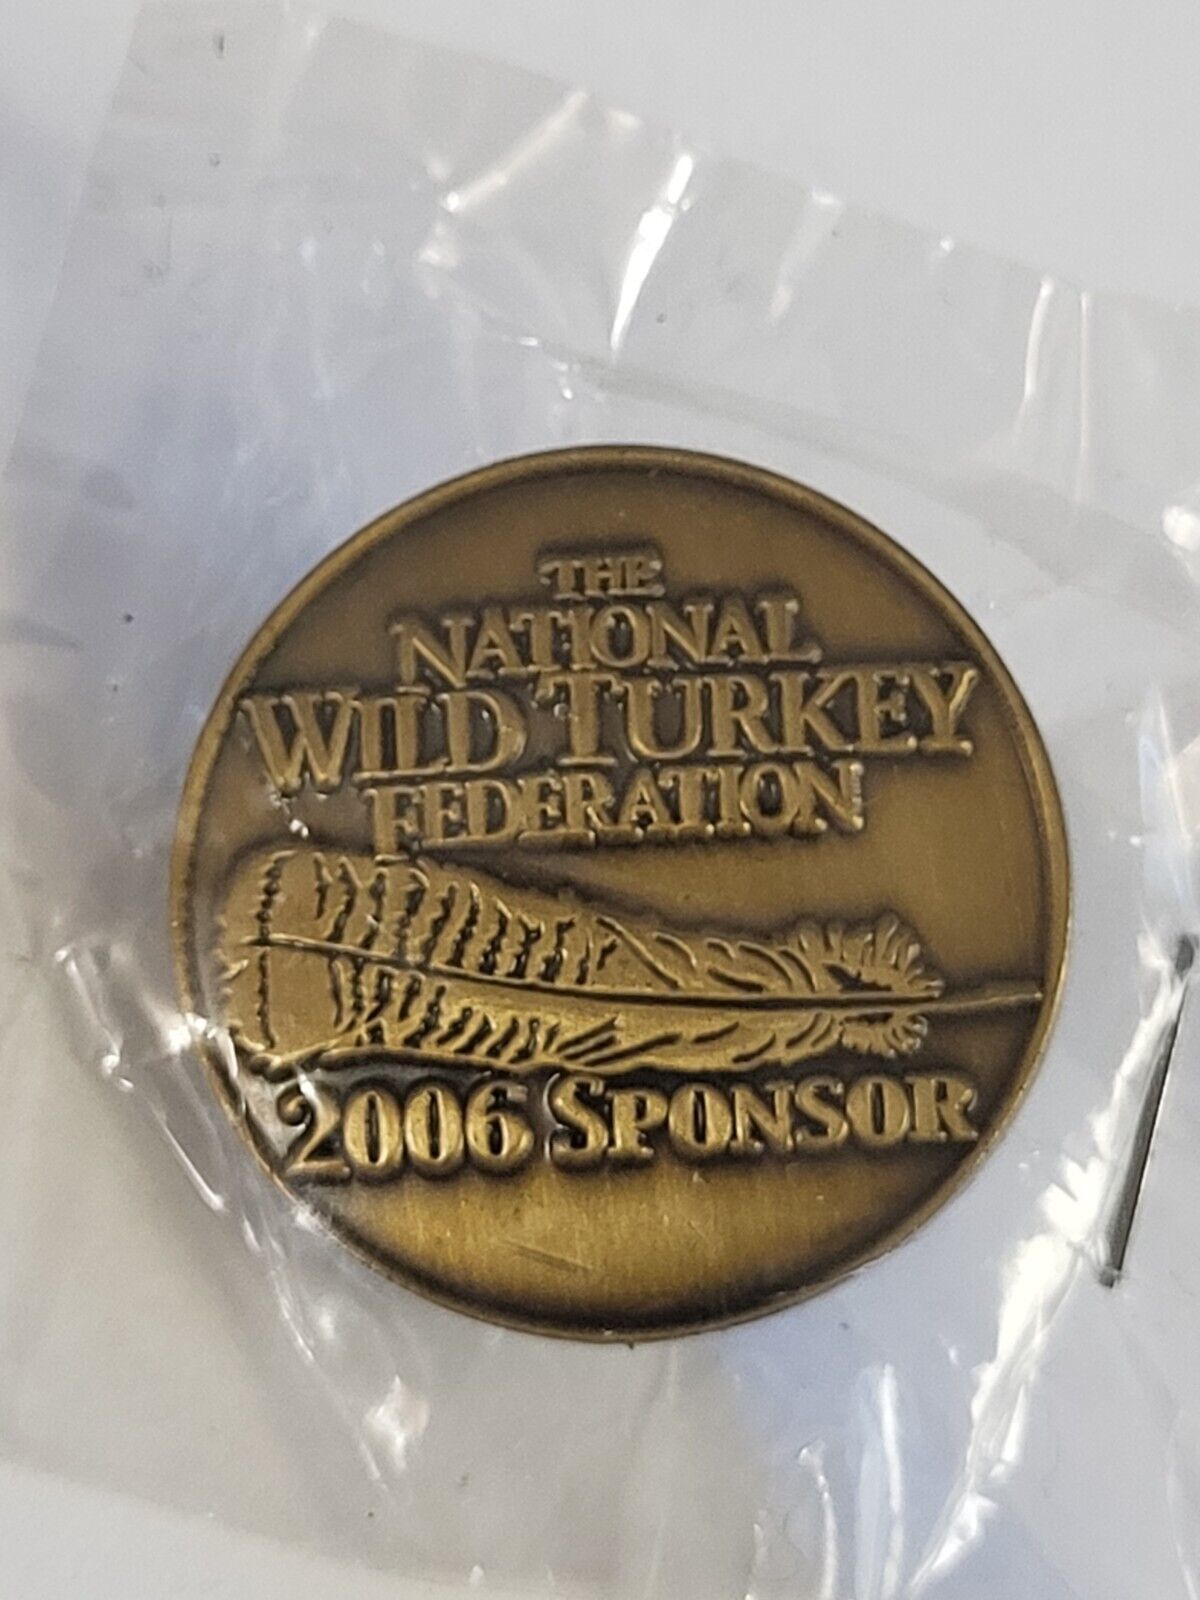 THE
NATIONAL
WILD TURKEY
FEDERATION
2006 SPONSOR